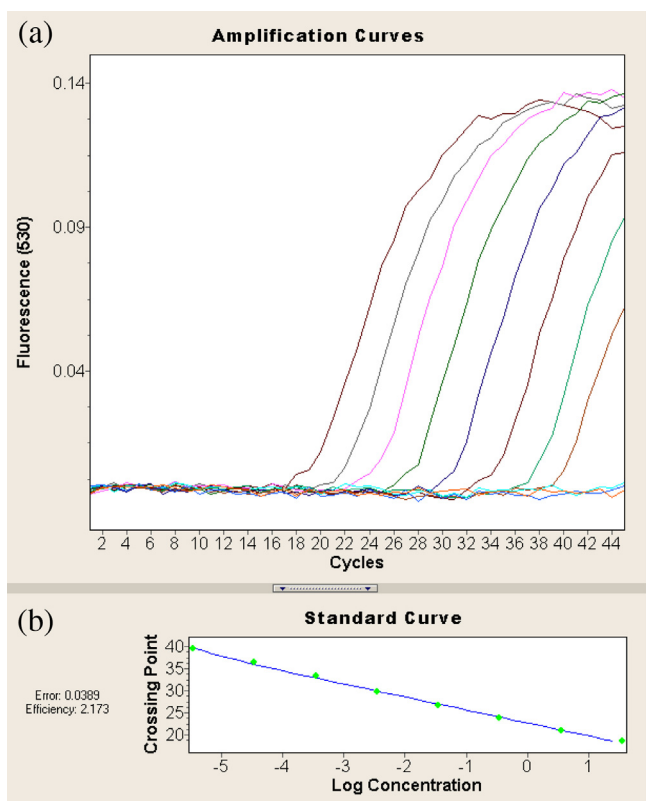 (a)
Amplification Curves
Fluorescence (530)
0.14
0.09
0.04
2 4 6 8 10 12 14 16 18 20 22 24 26 28 30 32 34 36 38 40 42 44
Cycles
(b)
Standard Curve
Error: 0.0389
Efficiency: 2.173
Crossing Point
40
35
30
25
20
-5 -4 -3 -2 -1 0 1
Log Concentration